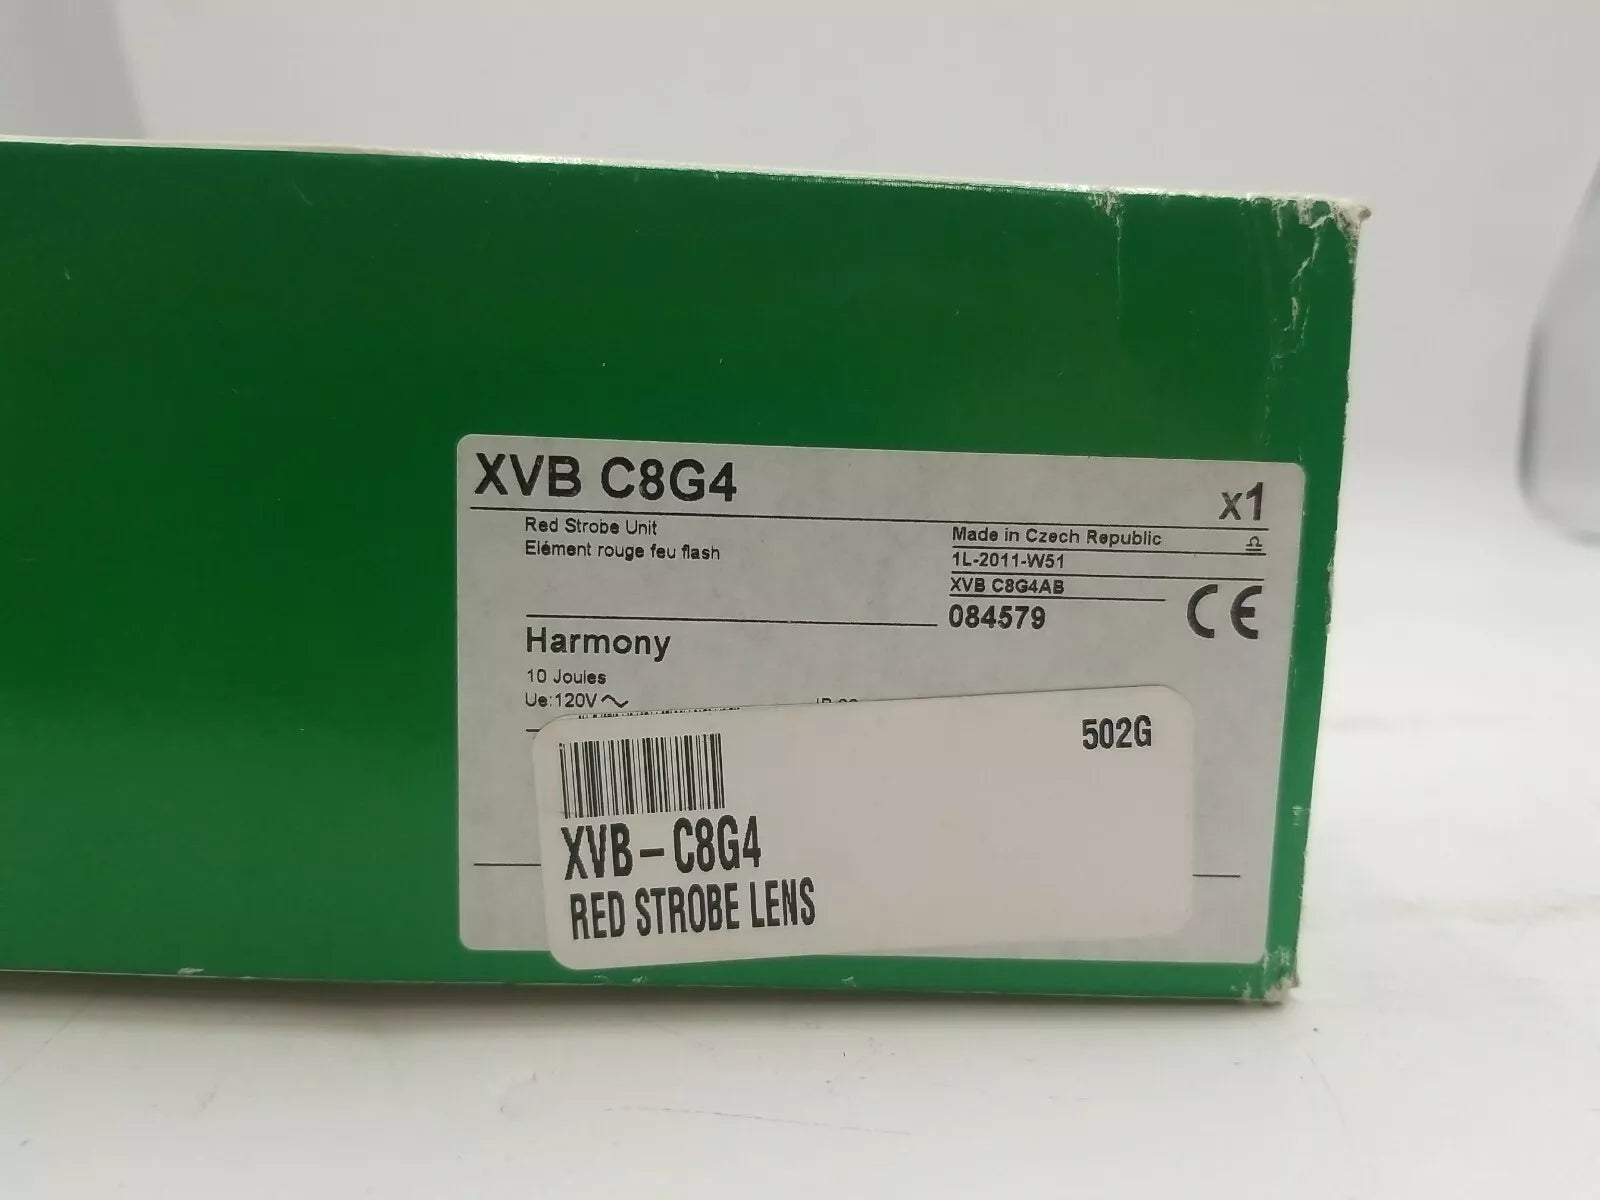 XVB C8G4
x1
Red Strobe Unit
Elément rouge feu flash
Made in Czech Republic
1L-2011-W51
XVB C8G4AB
084579
CE
Harmony
10 Joules
Ue:120V~
502G
XVB-C8G4
RED STROBE LENS